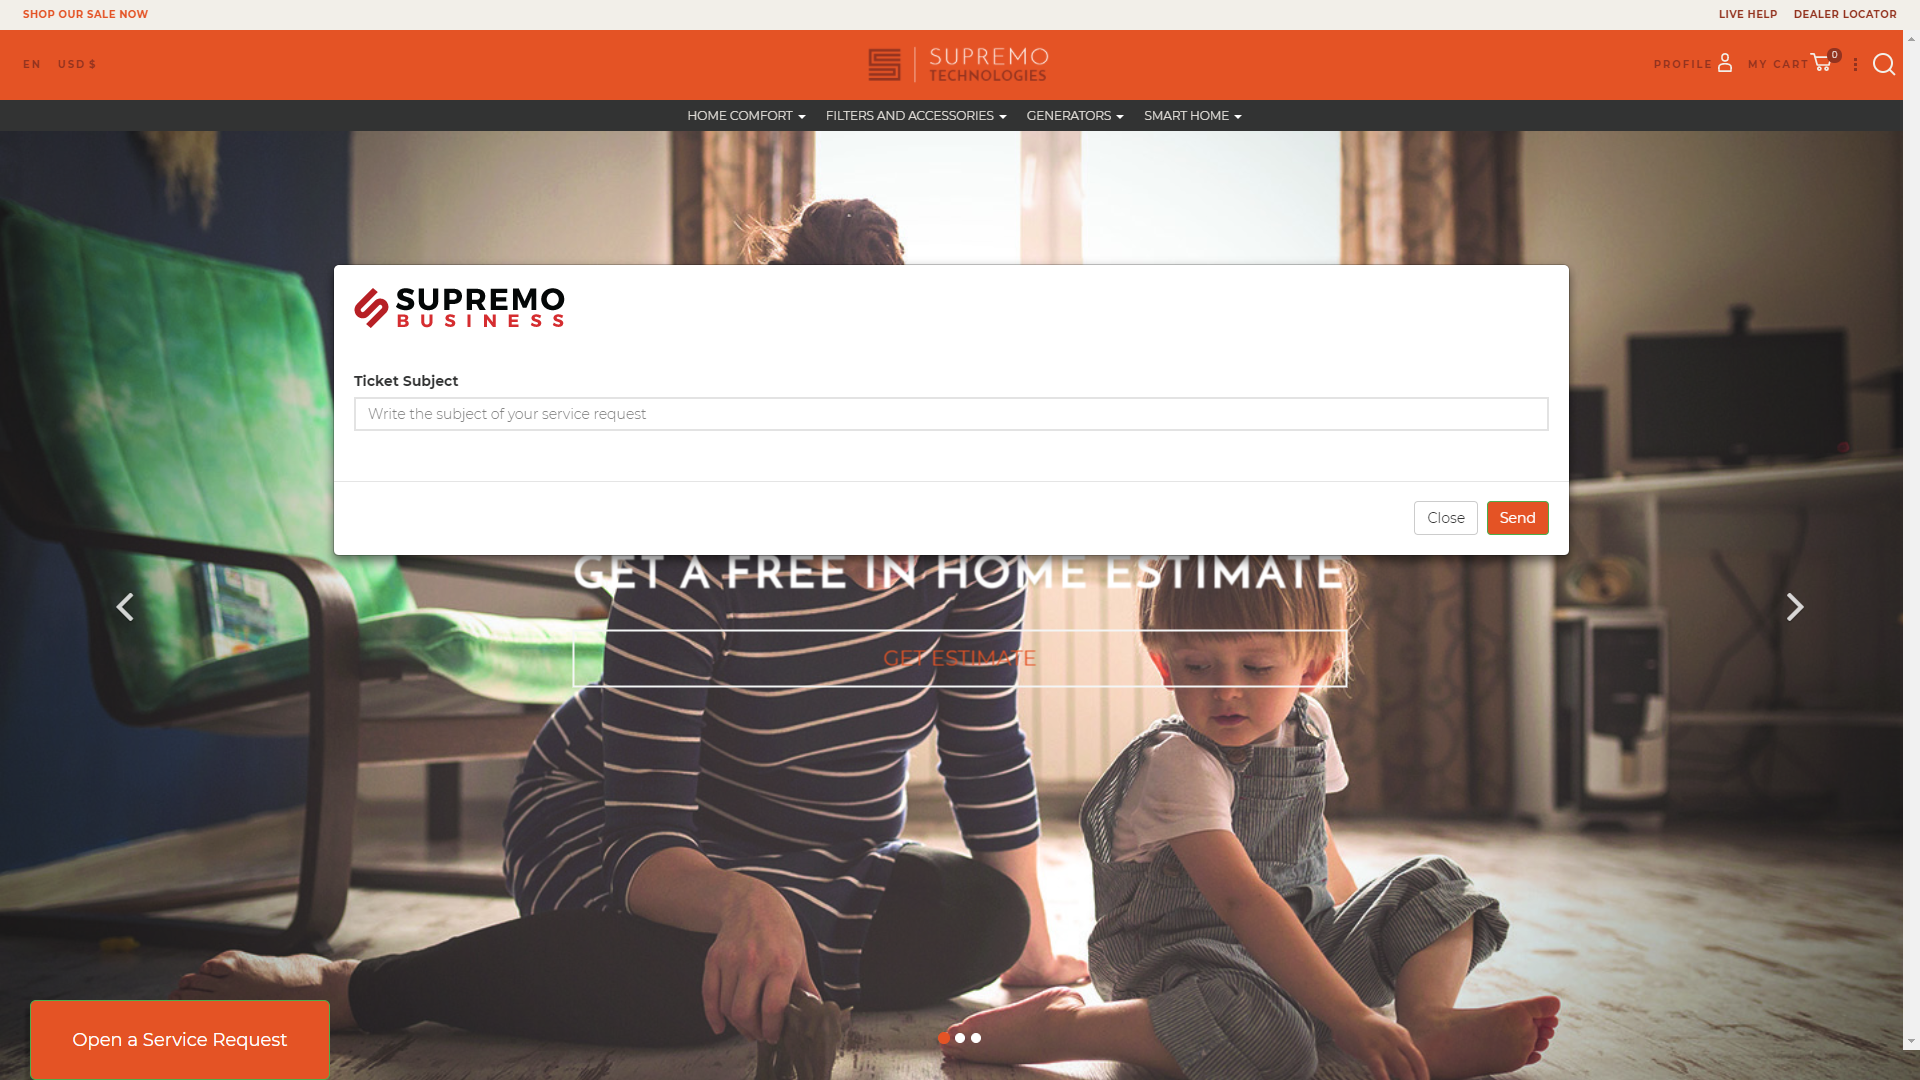 SHOP OUR SALE NOW
LIVE HELP
DEALER LOCATOR
EN
USD $
SUPREMO
TECHNOLOGIES
PROFILE
MY CART
0
HOME COMFORT
FILTERS AND ACCESSORIES
GENERATORS
SMART HOME
SUPREMO
BUSINESS
Ticket Subject
Write the subject of your service request
Close
Send
GET A FREE IN HOME ESTIMATE
GET ESTIMATE
Open a Service Request